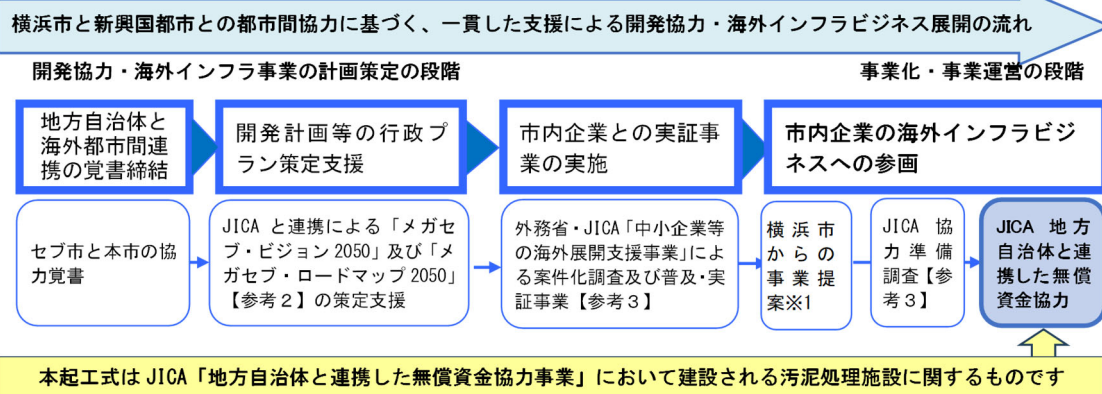 横浜市と新興国都市との都市間協力に基づく、一貫した支援による開発協力・海外インフラビジネス展開の流れ
開発協力・海外インフラ事業の計画策定の段階
事業化・事業運営の段階
地方自治体と
海外都市間連
携の覚書締結
開発計画等の行政プ
ラン策定支援
市内企業との実証事
業の実施
市内企業の海外インフラビジ
ネスへの参画
セブ市と本市の協
力覚書
JICA と連携による「メガセ
ブ・ビジョン 2050」及び「メ
ガセブ・ロードマップ 2050」
【参考２】の策定支援
外務省・JICA「中小企業等
の海外展開支援事業」によ
る案件化調査及び普及・実
証事業【参考３】
横浜市
からの
事業提
案※1
JICA 協
力準備
調査【参
考３】
JICA 地方
自治体と連
携した無償
資金協力
本起工式は JICA「地方自治体と連携した無償資金協力事業」において建設される汚泥処理施設に関するものです